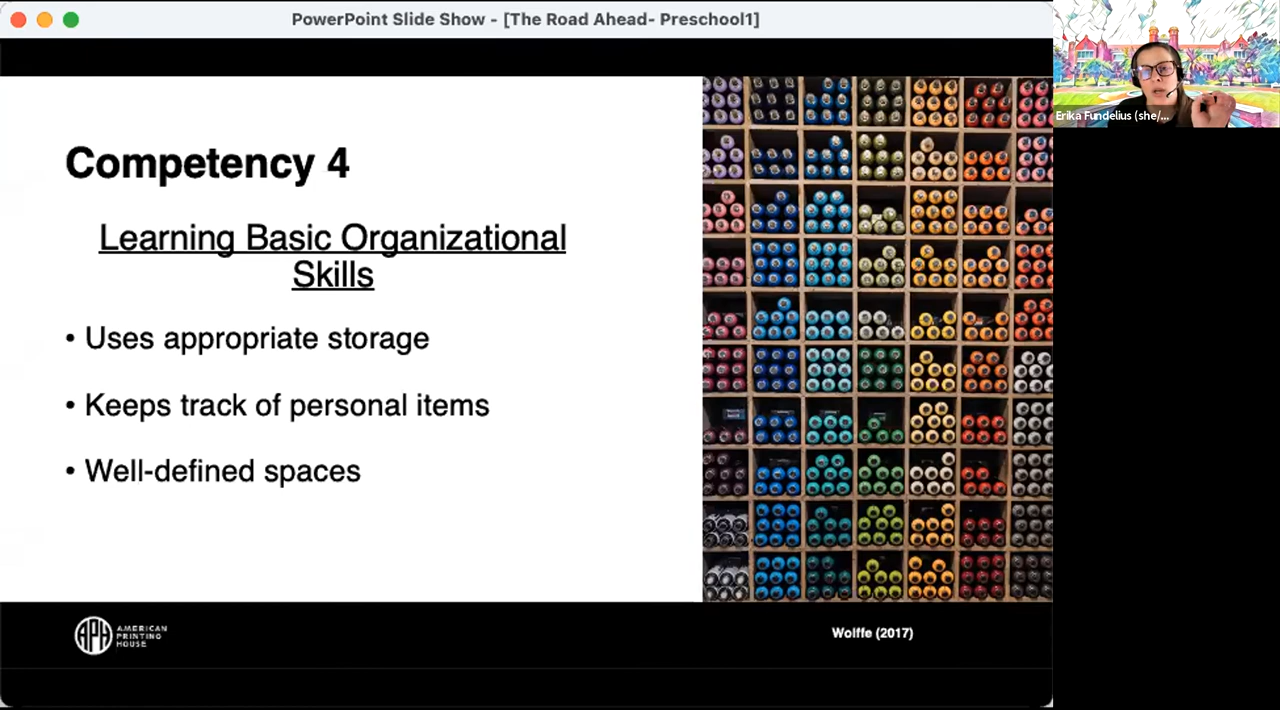 PowerPoint Slide Show - [The Road Ahead- Preschool1]
Erika Fundelius (she/...
Competency 4
Learning Basic Organizational
Skills
• Uses appropriate storage
• Keeps track of personal items
• Well-defined spaces
APH
AMERICAN
PRINTING
HOUSE
Wolffe (2017)